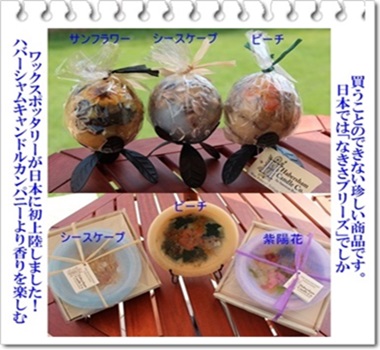 日本では「なぎさブリーズ」でしか
買うことのできない珍しい商品です。
サンフラワー
シースケープ
ピーチ
Habersham
Candle Co.
シースケープ
ピーチ
紫陽花
ワックスポッタリーが日本に初上陸しました！
ハバーシャムキャンドルカンパニーより香りを楽しむ